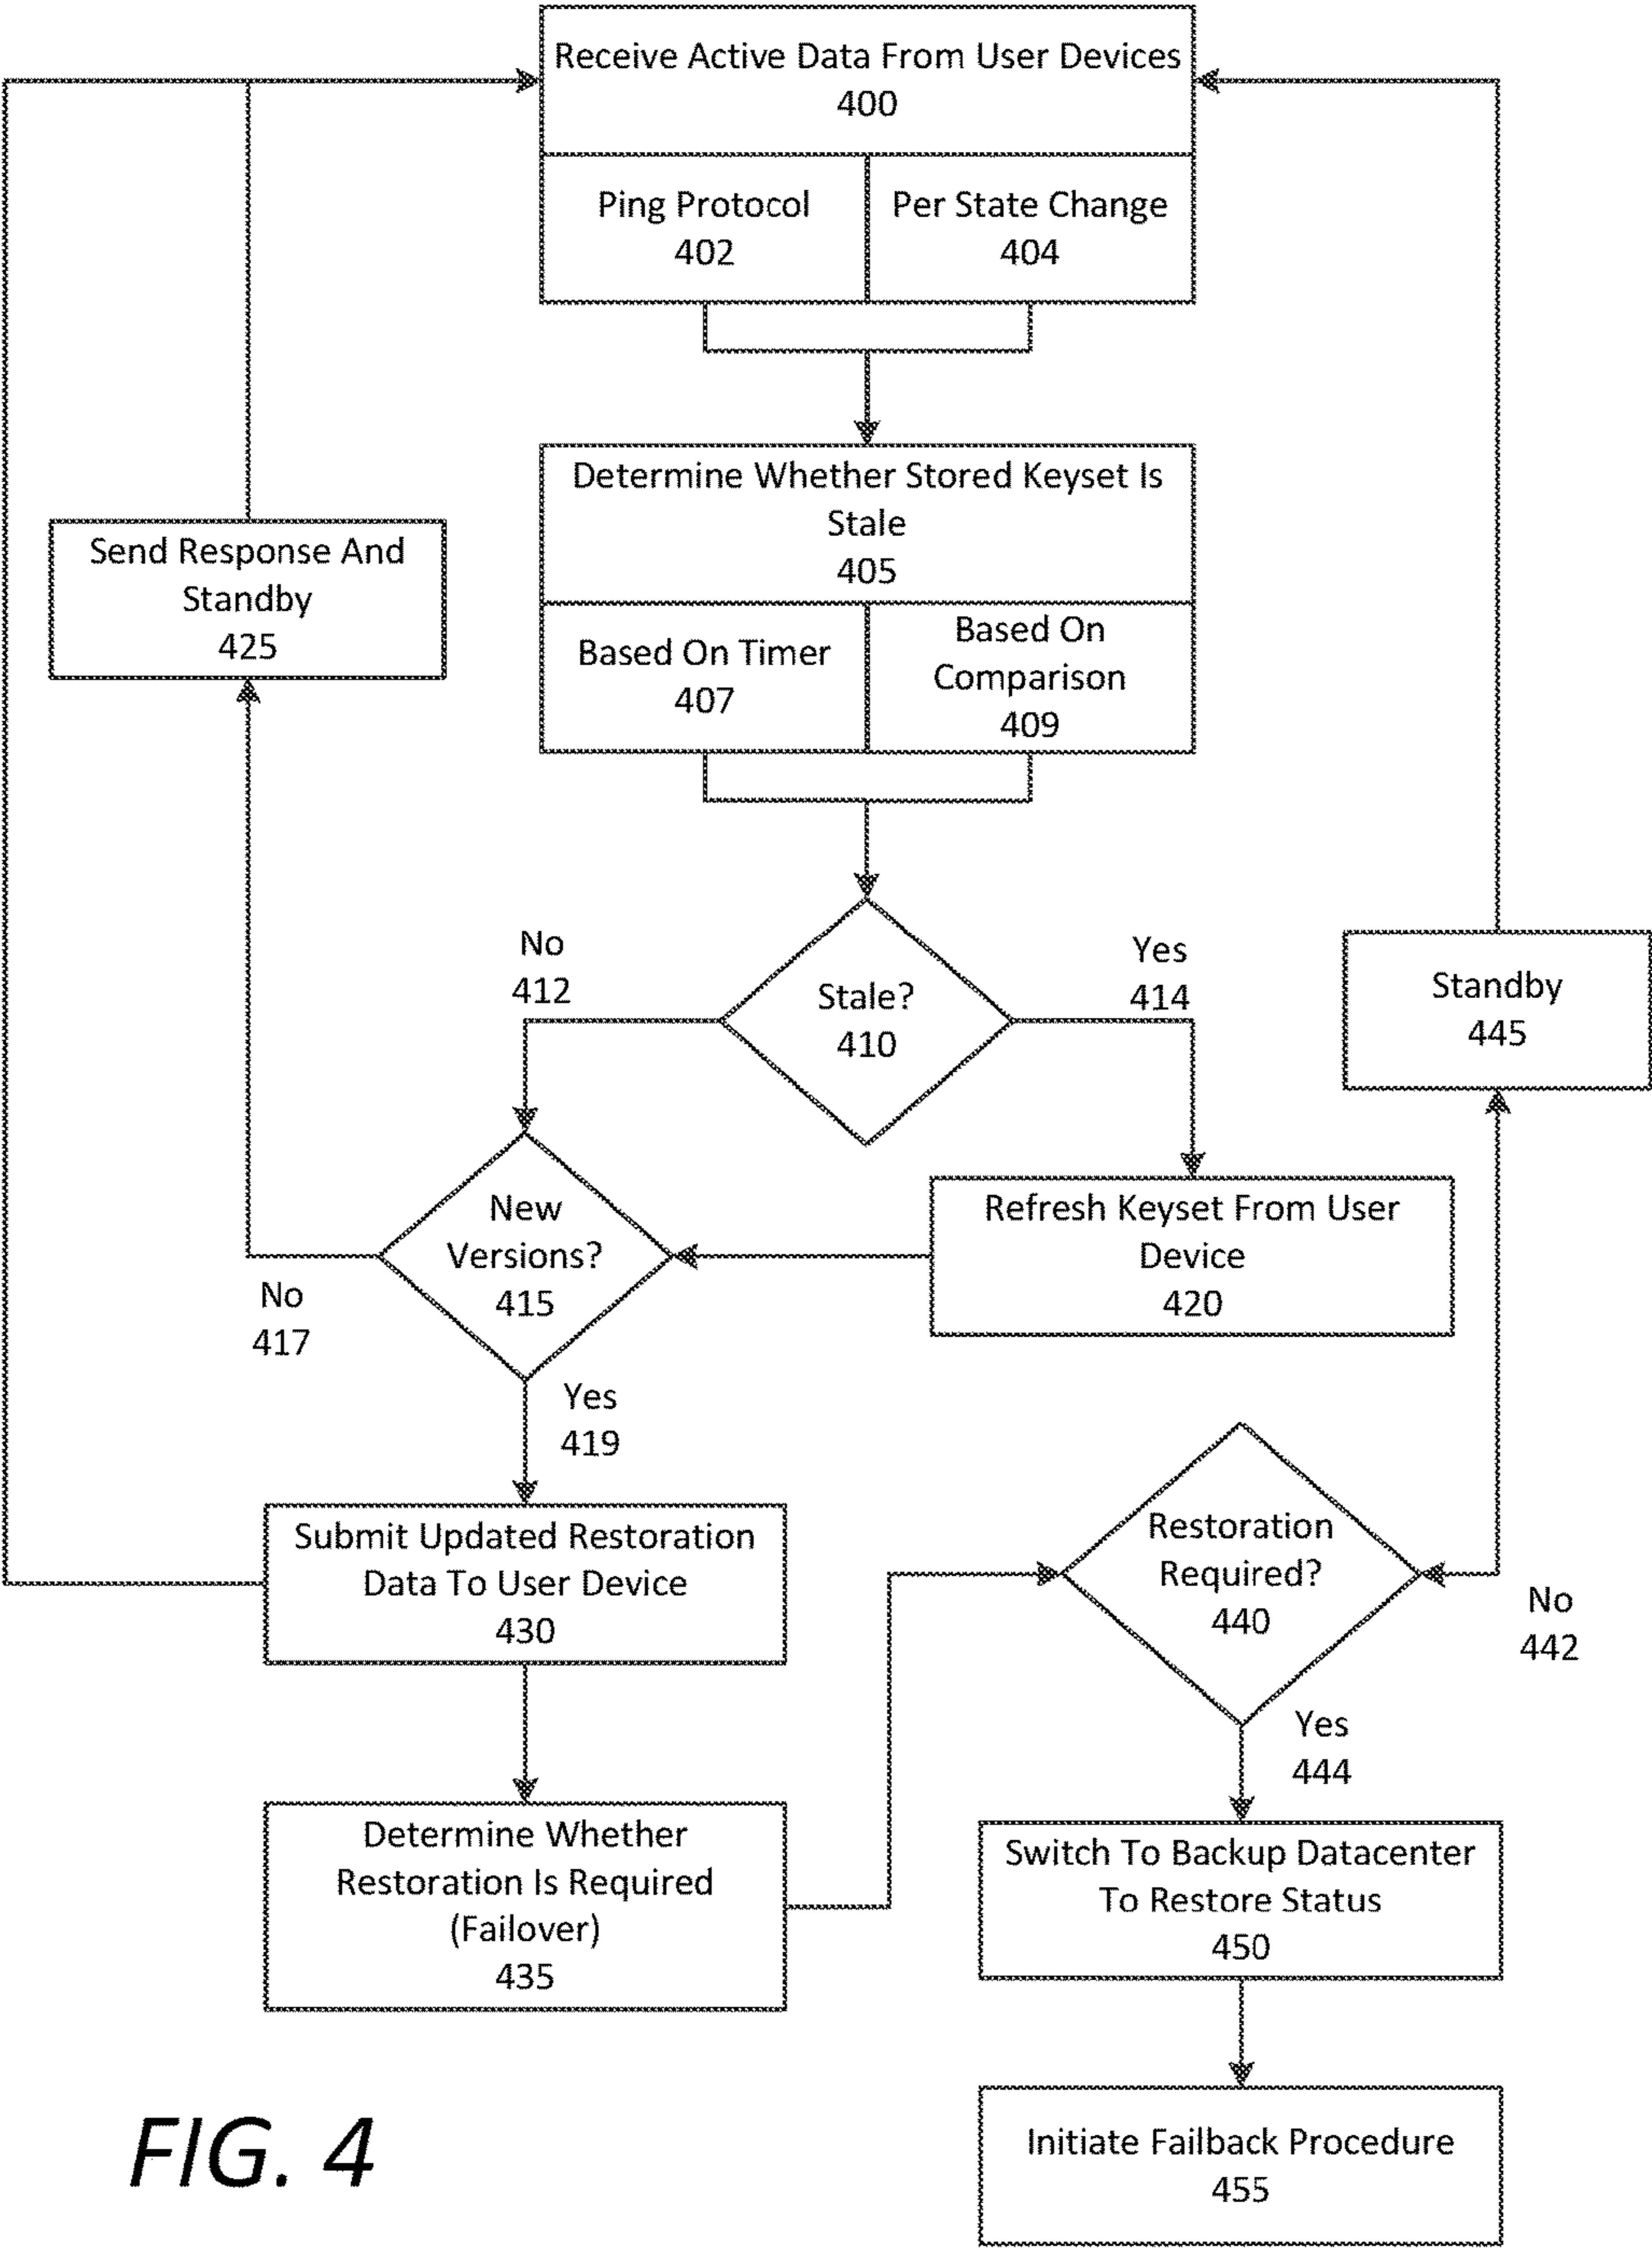 Receive Active Data From User Devices
400
Ping Protocol
402
Per State Change
404
Determine Whether Stored Keyset Is
Stale
405
Based On Timer
407
Based On
Comparison
409
Send Response And
Standby
425
No
412
Stale?
410
Yes
414
Standby
445
New
Versions?
415
Refresh Keyset From User
Device
420
No
417
Yes
419
Submit Updated Restoration
Data To User Device
430
Restoration
Required?
440
No
442
Yes
444
Determine Whether
Restoration Is Required
(Failover)
435
Switch To Backup Datacenter
To Restore Status
450
Initiate Failback Procedure
455
FIG. 4